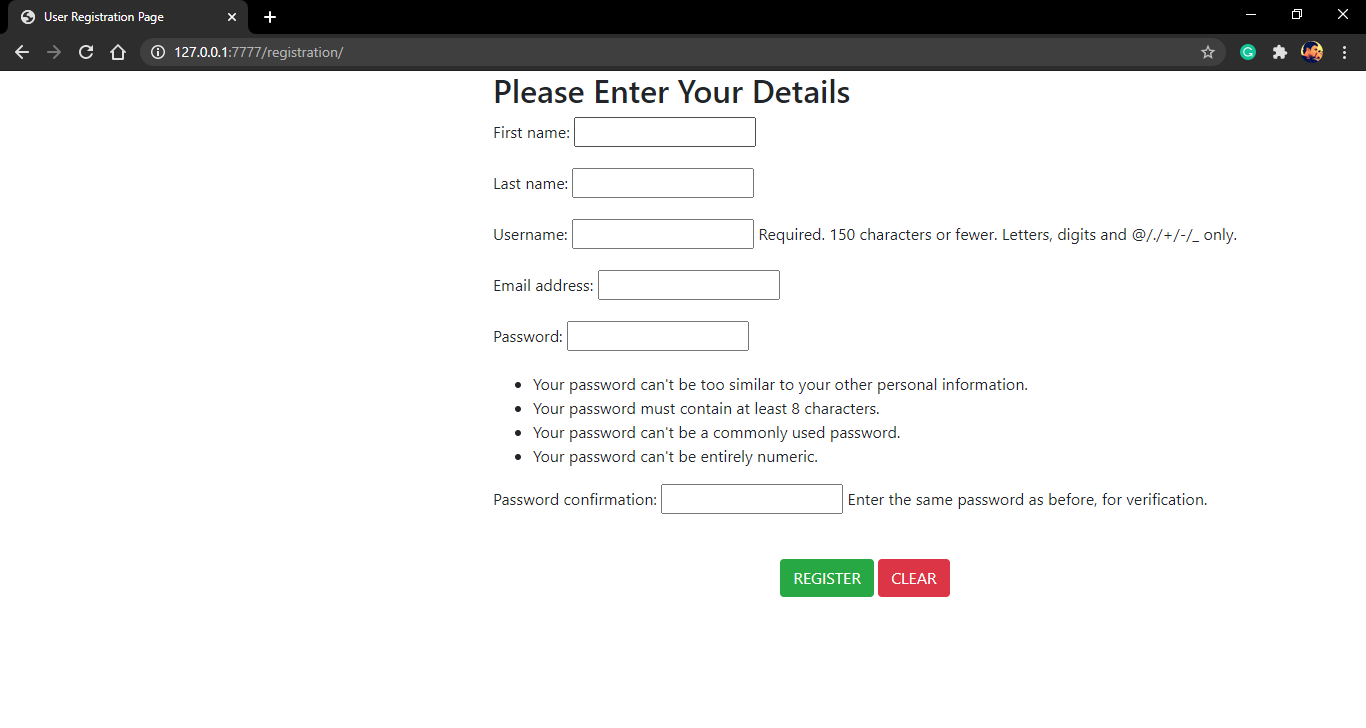 User Registration Page
127.0.0.1:7777/registration/
Please Enter Your Details
First name:
Last name:
Username: Required. 150 characters or fewer. Letters, digits and @/./+/-/_ only.
Email address:
Password:
Your password can't be too similar to your other personal information.
Your password must contain at least 8 characters.
Your password can't be a commonly used password.
Your password can't be entirely numeric.
Password confirmation: Enter the same password as before, for verification.
REGISTER CLEAR